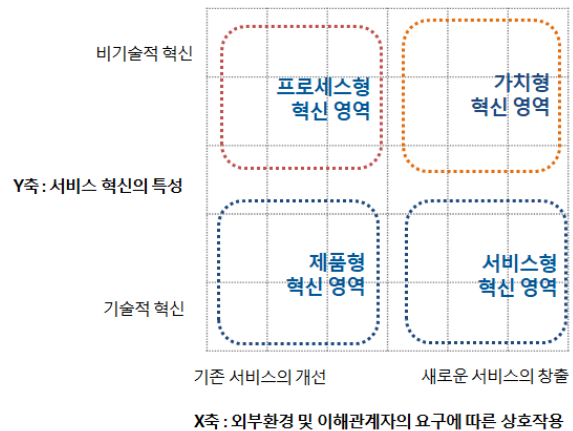 비기술적 혁신
프로세스형
혁신 영역
가치형
혁신 영역
Y축 : 서비스 혁신의 특성
제품형
혁신 영역
서비스형
혁신 영역
기술적 혁신
기존 서비스의 개선
새로운 서비스의 창출
X축 : 외부환경 및 이해관계자의 요구에 따른 상호작용